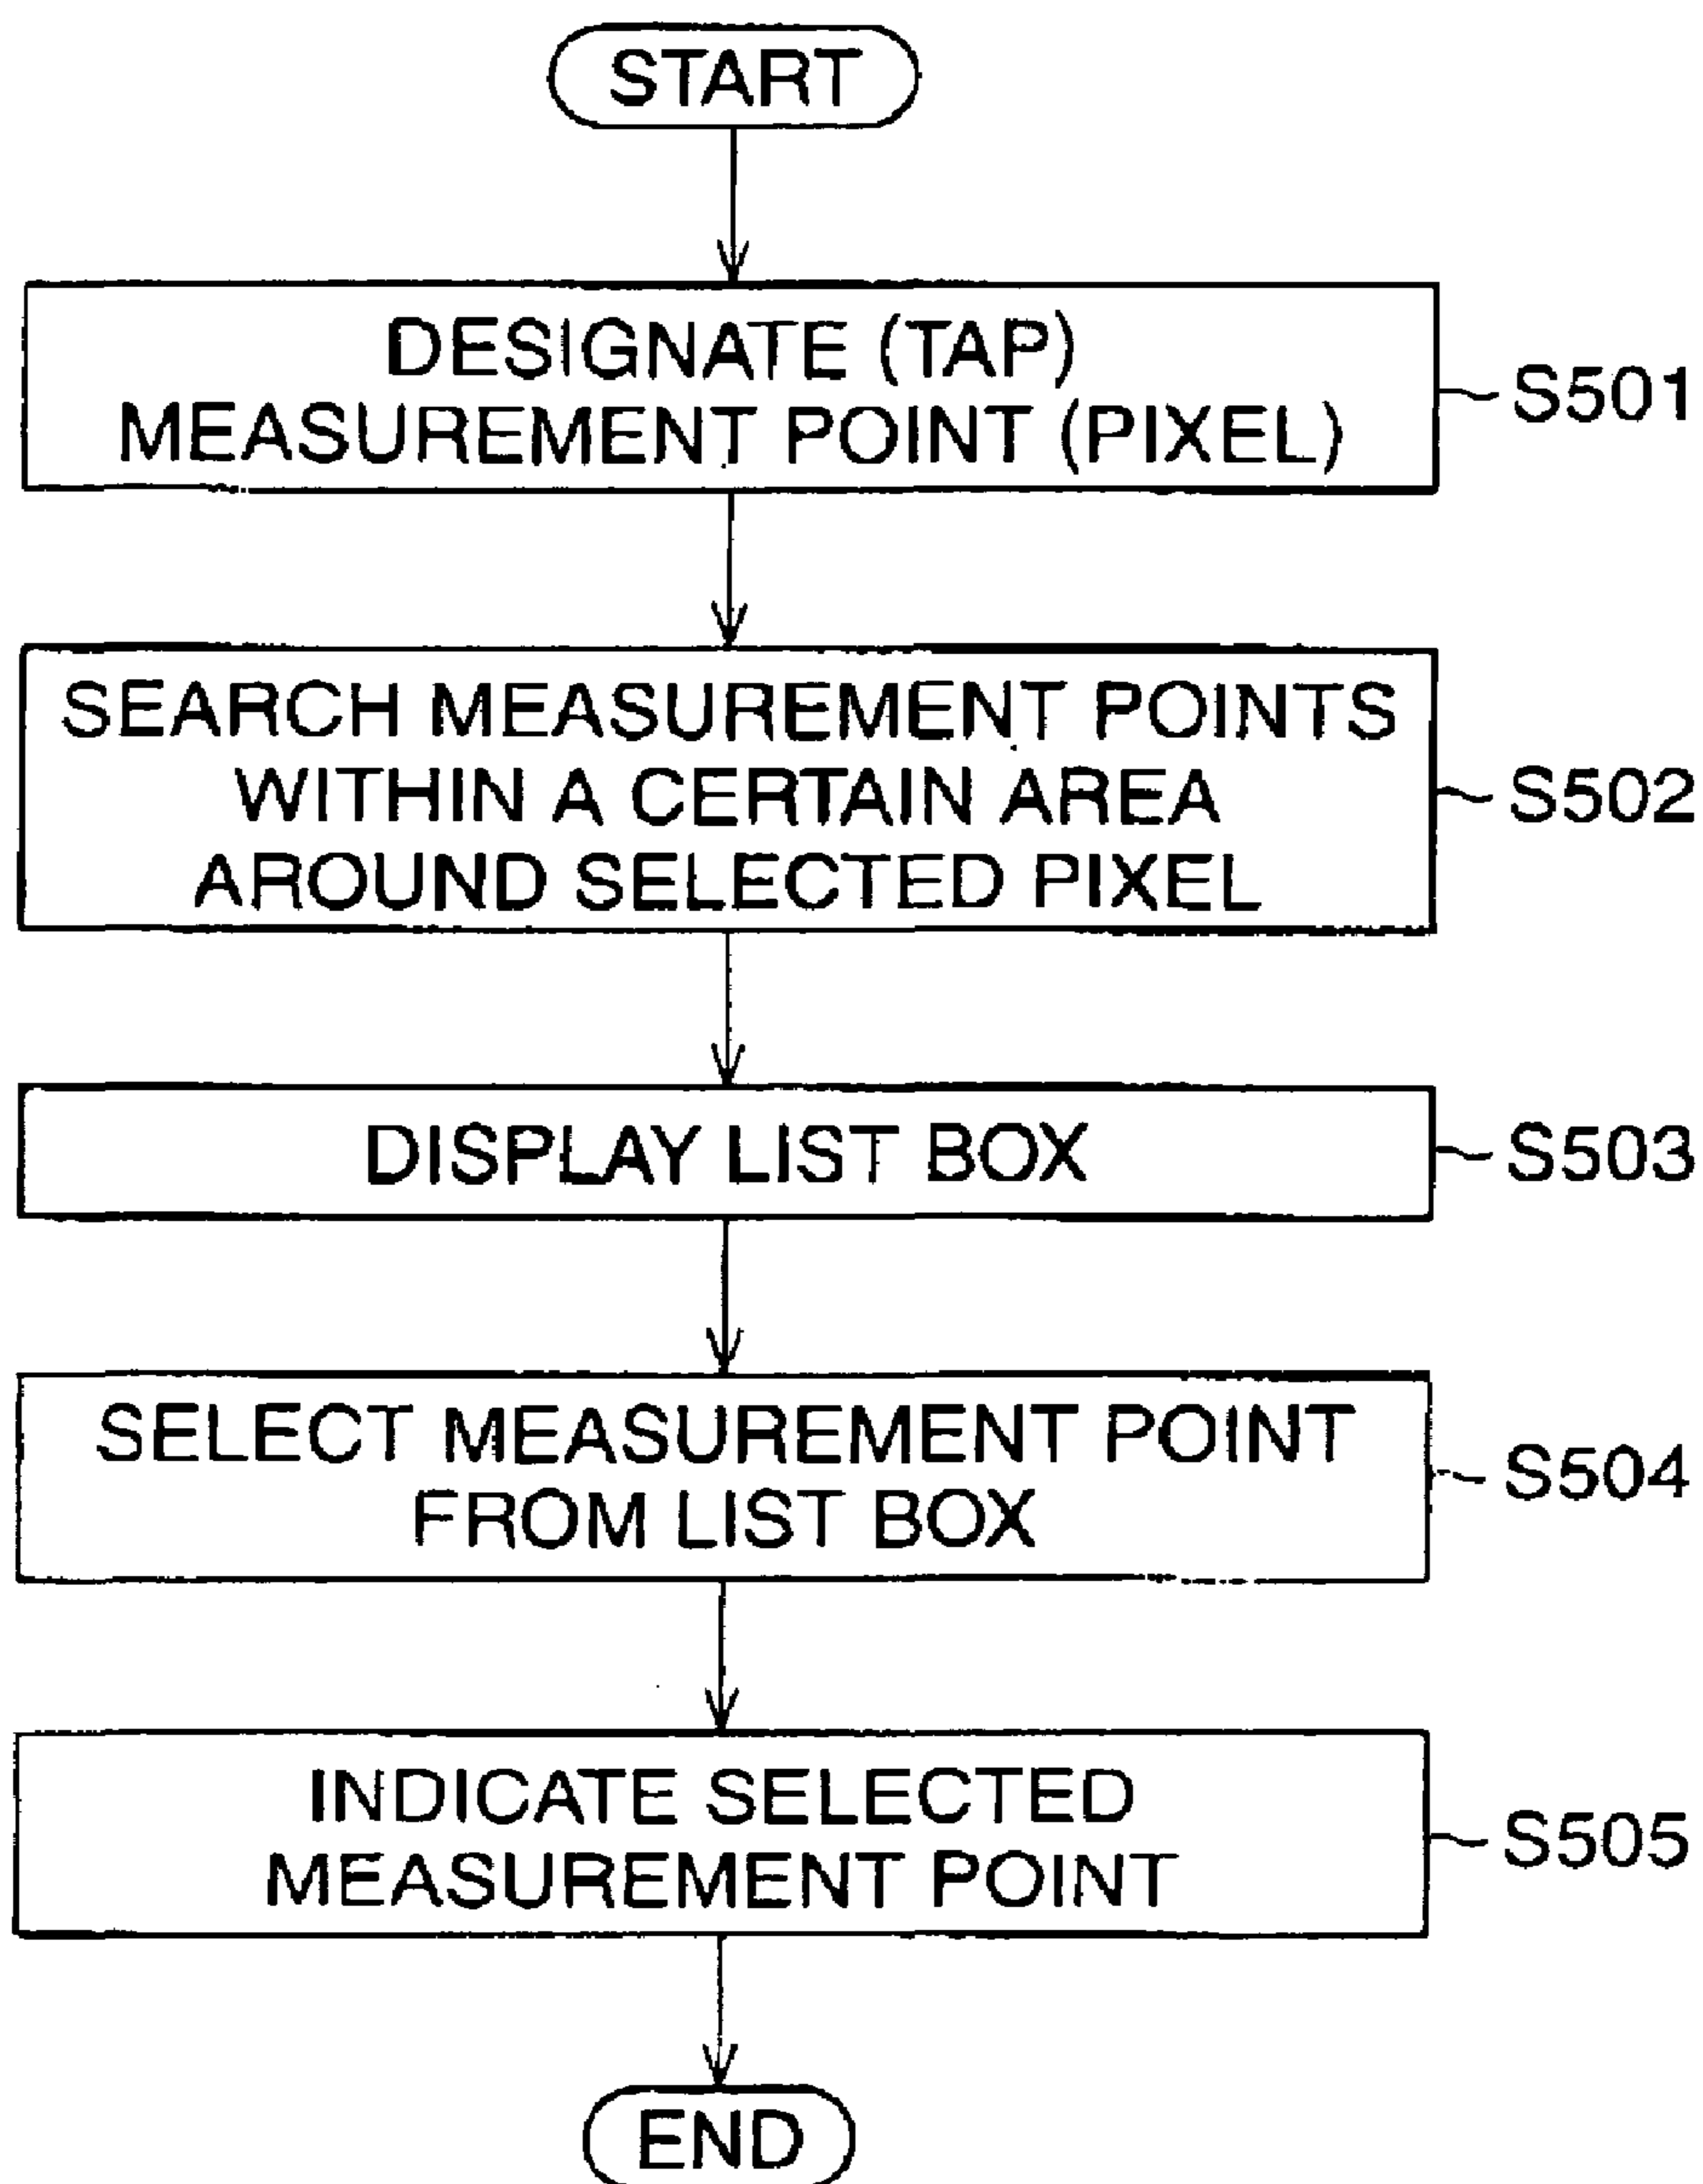 START
DESIGNATE (TAP)
MEASUREMENT POINT (PIXEL)
S501
SEARCH MEASUREMENT POINTS
WITHIN A CERTAIN AREA
AROUND SELECTED PIXEL
S502
DISPLAY LIST BOX
S503
SELECT MEASUREMENT POINT
FROM LIST BOX
S504
INDICATE SELECTED
MEASUREMENT POINT
S505
END